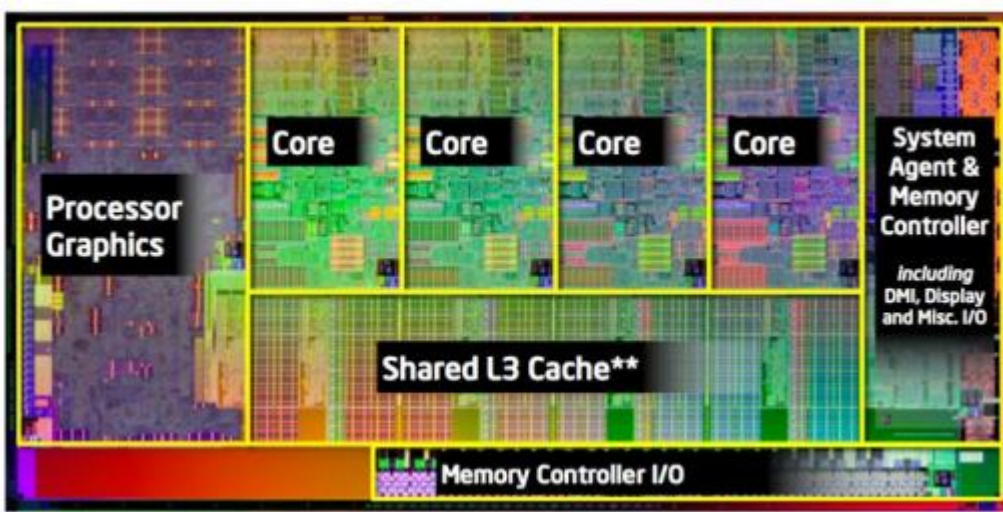 Processor
Graphics
Core
Core
Core
Core
System
Agent &
Memory
Controller
including
DMI, Display
and Misc. I/O
Shared L3 Cache**
Memory Controller I/O